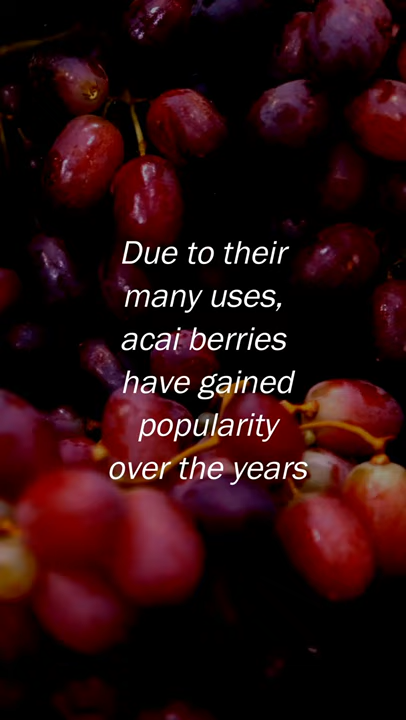 Due to their
many uses,
acai berries
have gained
popularity
over the years